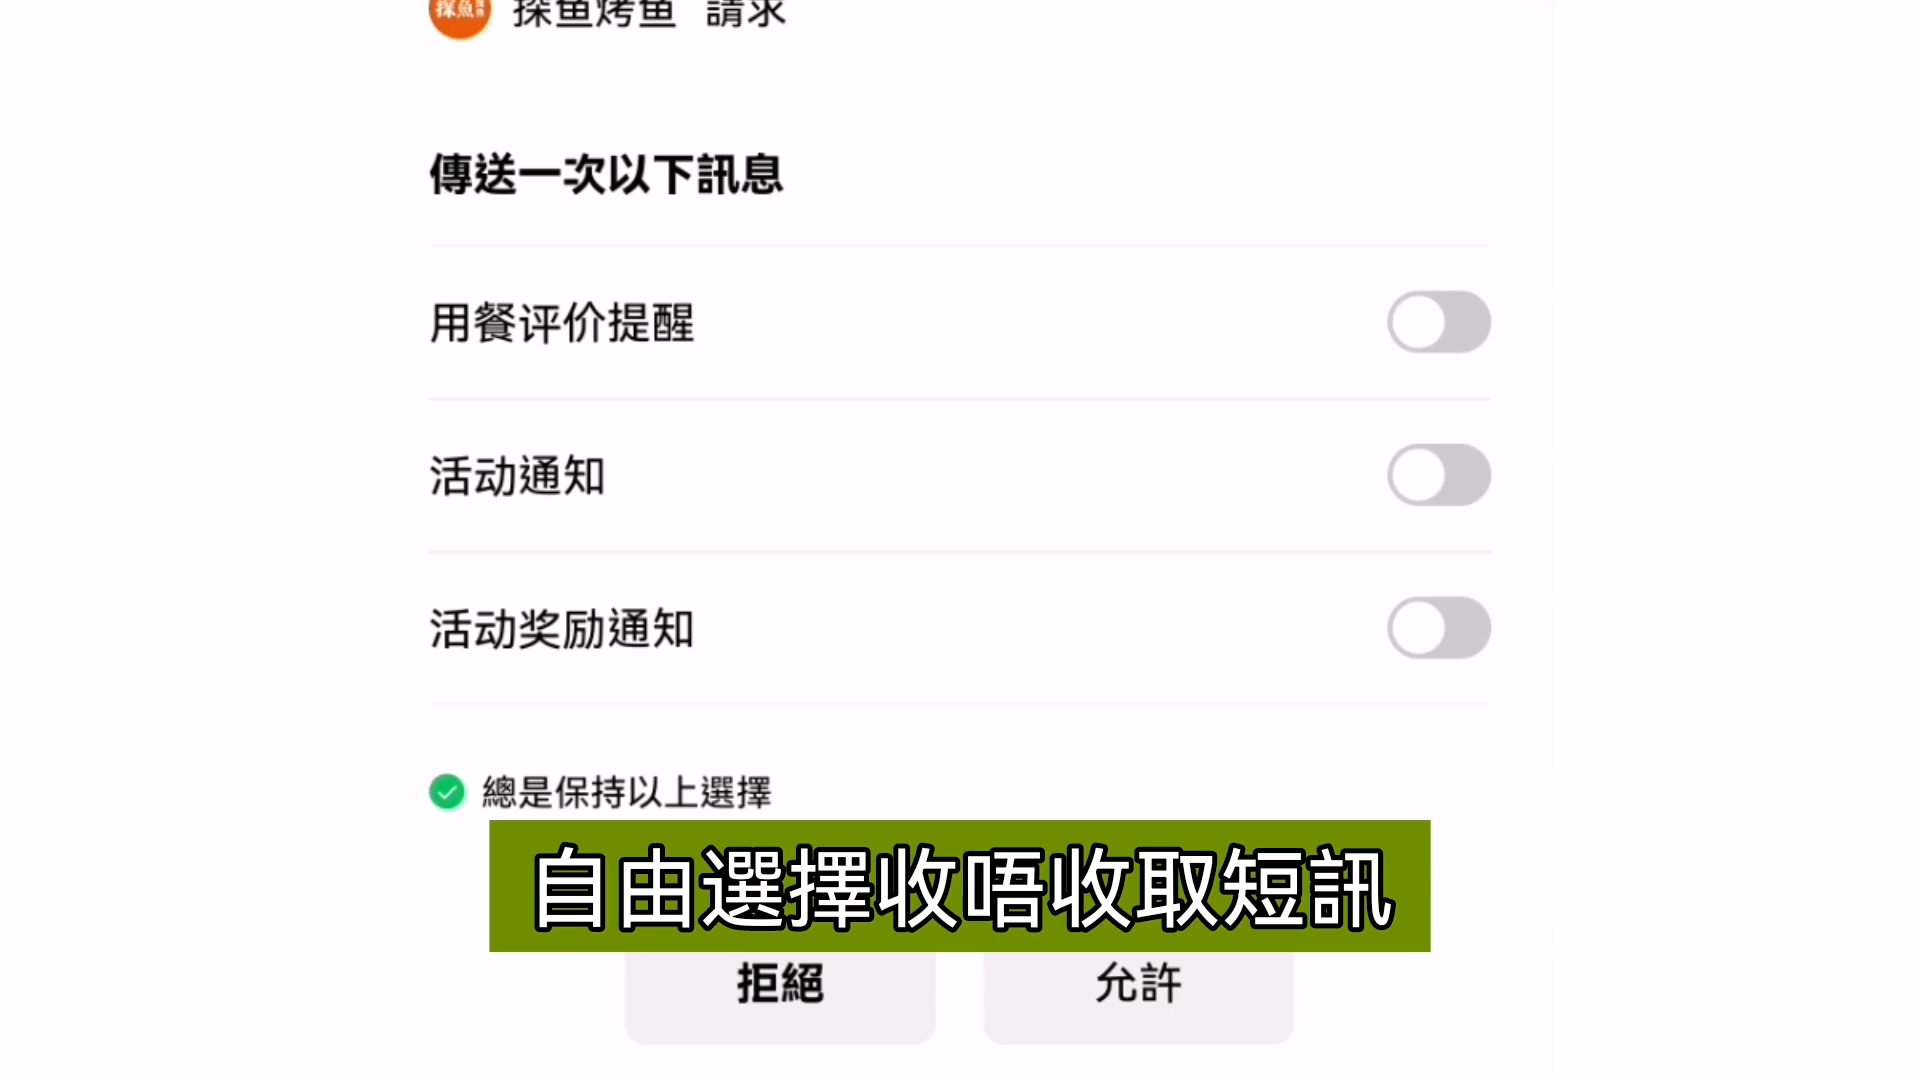 探魚
探鱼烤鱼 請求
傳送一次以下訊息
用餐评价提醒
活动通知
活动奖励通知
總是保持以上選擇
自由選擇收唔收取短訊
拒絕 允許